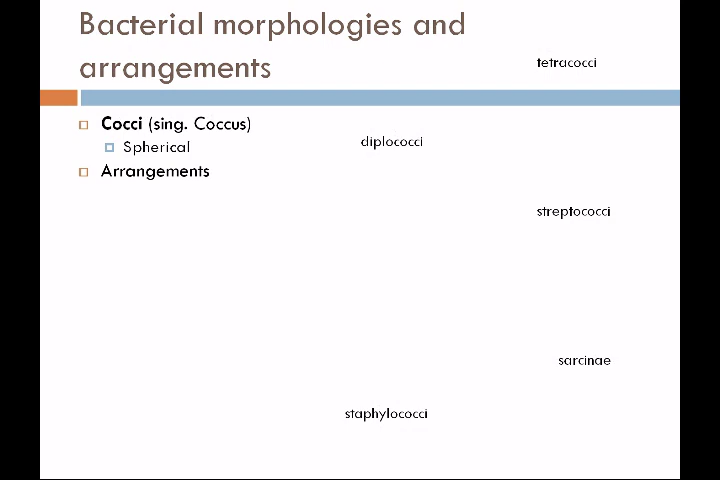 Bacterial morphologies and
arrangements
tetracocci
Cocci (sing. Coccus)
diplococci
Spherical
Arrangements
streptococci
sarcinae
staphylococci